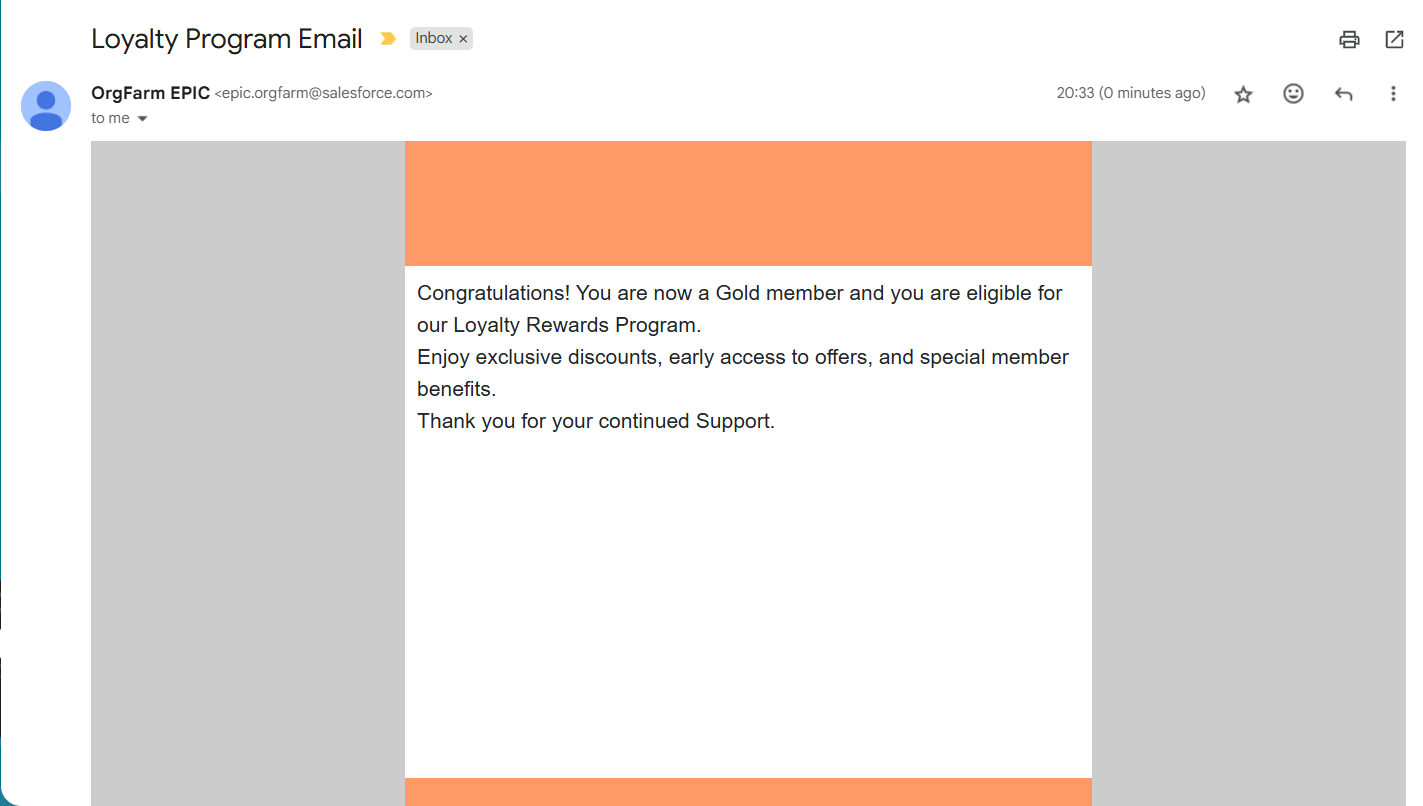 Loyalty Program Email Inbox ×
OrgFarm EPIC <epic.orgfarm@salesforce.com> 20:33 (0 minutes ago)
to me
Congratulations! You are now a Gold member and you are eligible for
our Loyalty Rewards Program.
Enjoy exclusive discounts, early access to offers, and special member
benefits.
Thank you for your continued Support.